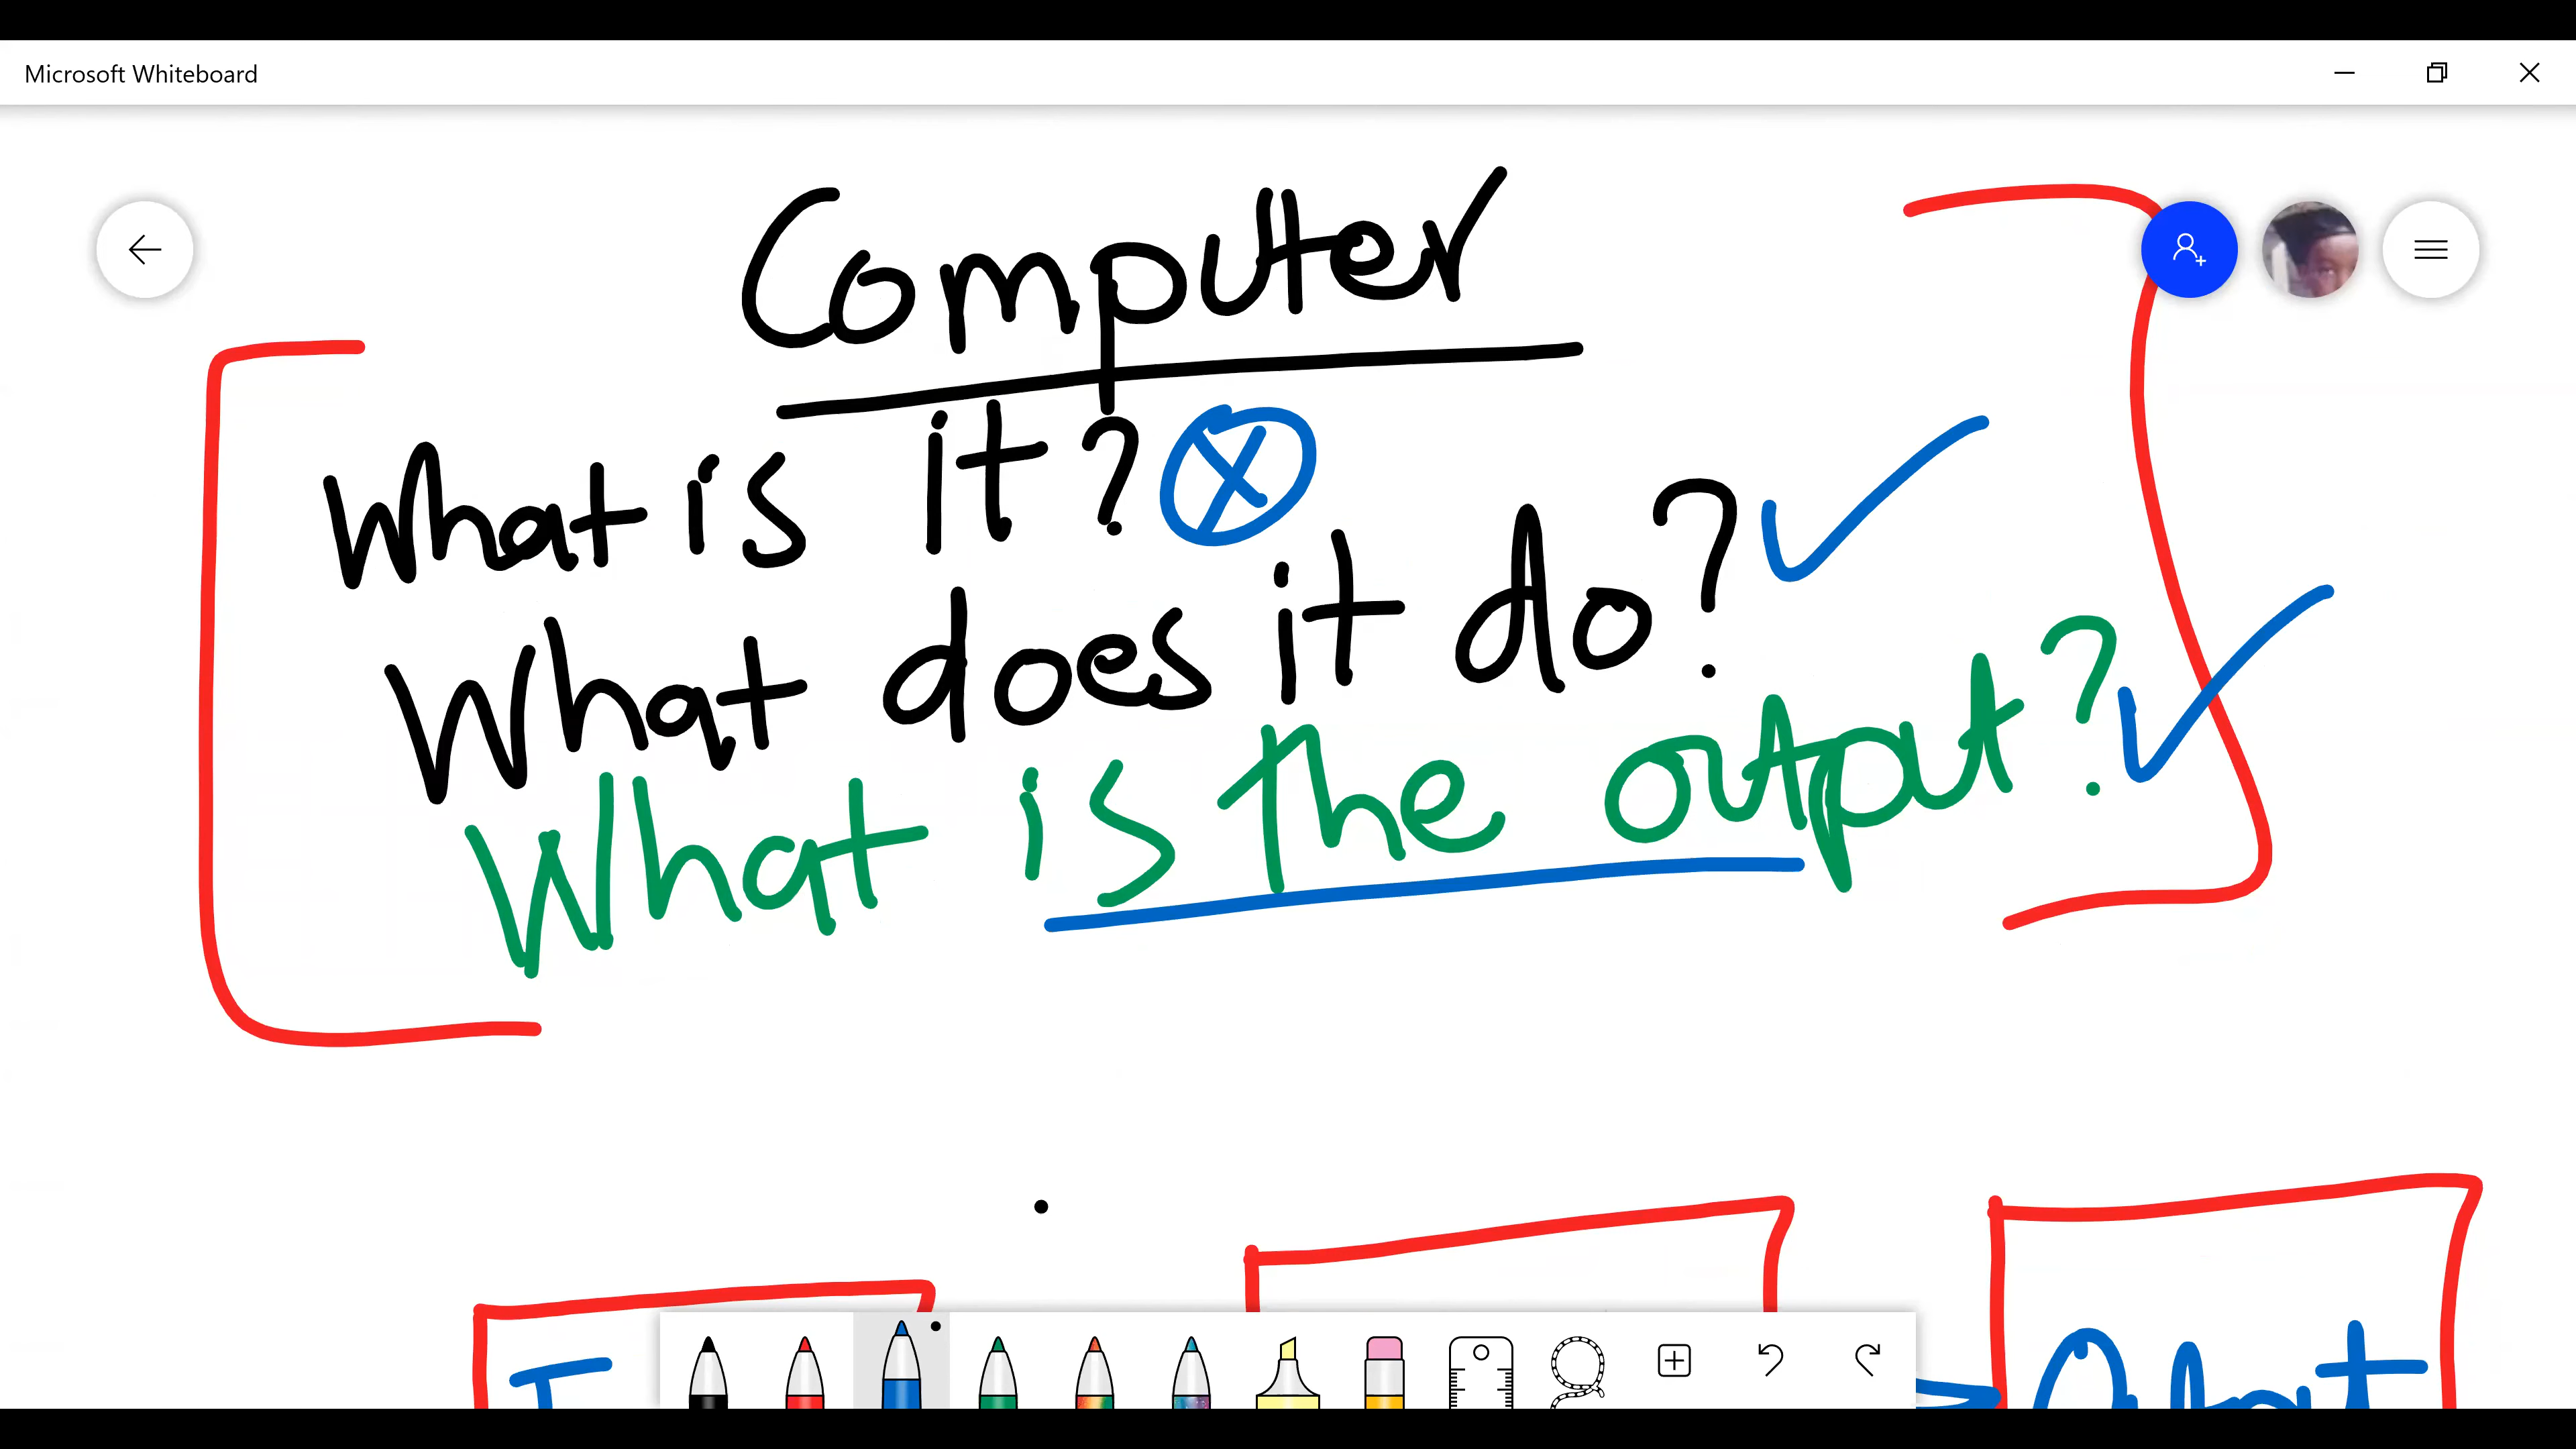 Microsoft Whiteboard
Computer
What is it?
What does it do?
What is the output?